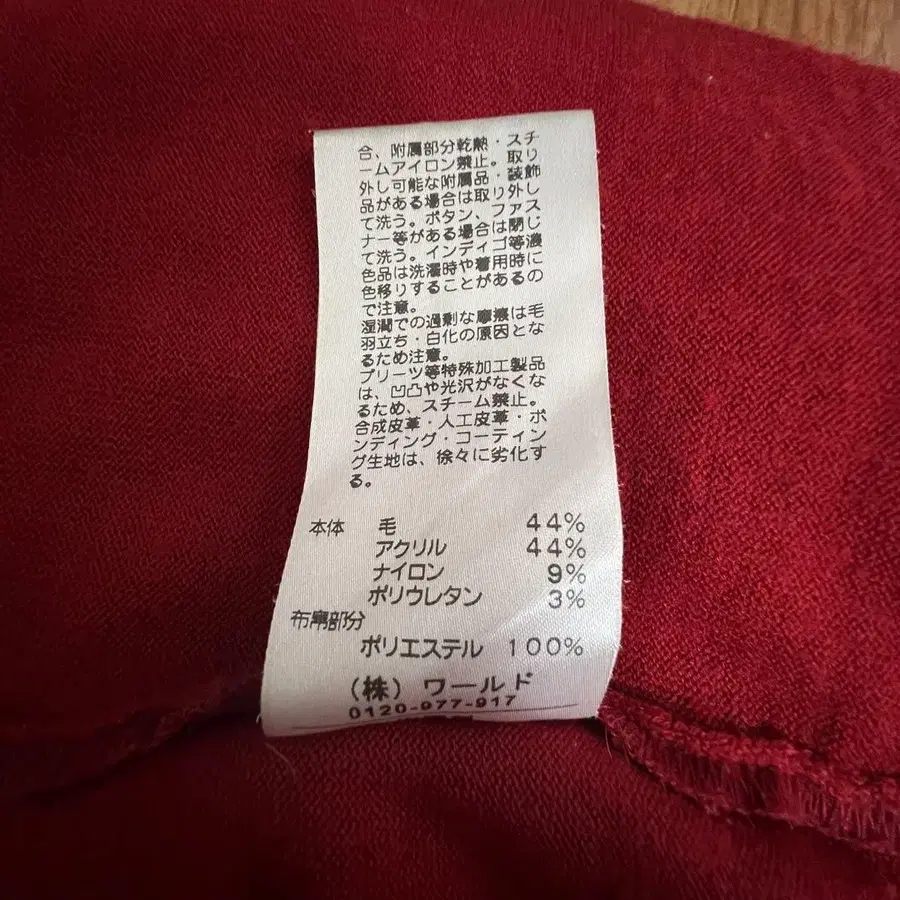 合、附属部分乾熱・スチ
ームアイロン禁止。取り
外し可能な附属品・装飾
品がある場合は取り外し
て洗う。ボタン、ファス
ナー等がある場合は閉じ
て洗う。インディゴ等濃
色品は洗濯時や着用時に
色移りすることがあるの
で注意。
湿潤での過剰な摩擦は毛
羽立ち・白化の原因とな
るため注意。
プリーツ等特殊加工製品
は、凹凸や光沢がなくな
るため、スチーム禁止。
合成皮革・人工皮革・ボ
ンディング・コーティン
グ生地は、徐々に劣化す
る。
本体 毛 44%
アクリル 44%
ナイロン 9%
ポリウレタン 3%
布帛部分
ポリエステル 100%
(株) ワールド
0120-977-917